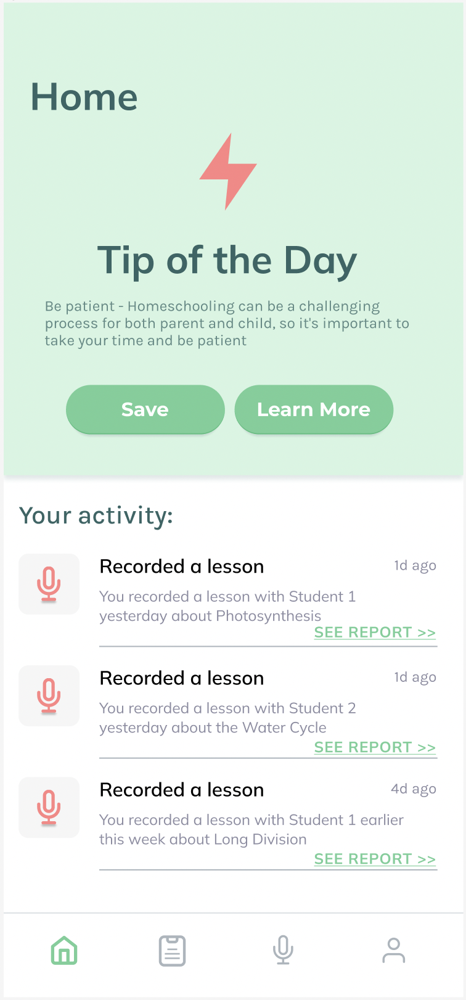 Home
Tip of the Day
Be patient - Homeschooling can be a challenging
process for both parent and child, so it's important to
take your time and be patient
Save
Learn More
Your activity:
Recorded a lesson
1d ago
You recorded a lesson with Student 1
yesterday about Photosynthesis
SEE REPORT >>
Recorded a lesson
1d ago
You recorded a lesson with Student 2
yesterday about the Water Cycle
SEE REPORT >>
Recorded a lesson
4d ago
You recorded a lesson with Student 1 earlier
this week about Long Division
SEE REPORT >>